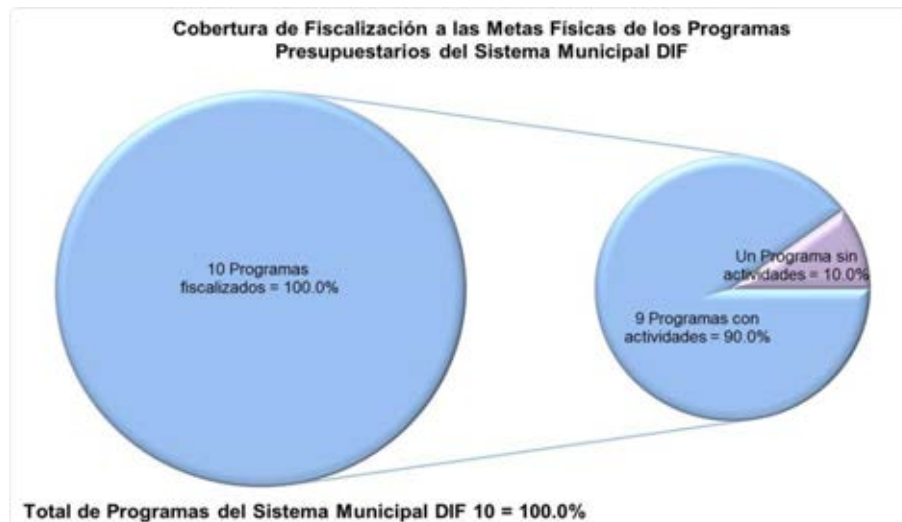 Cobertura de Fiscalización a las Metas Físicas de los Programas
Presupuestarios del Sistema Municipal DIF
10 Programas
fiscalizados = 100.0%
Un Programa sin
actividades = 10.0%
9 Programas con
actividades = 90.0%
Total de Programas del Sistema Municipal DIF 10 = 100.0%